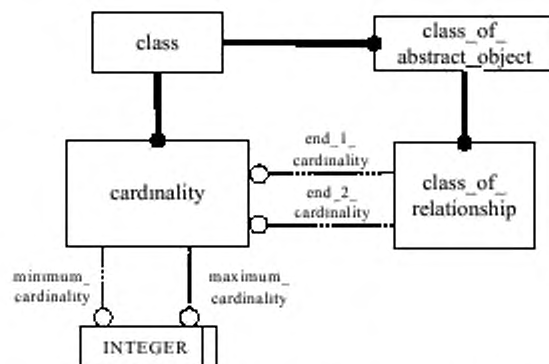 class
class_of_
abstract_object
end_1_
cardinality
cardinality
class_of_
relationship
end_2_
cardinality
minimum_
cardinality
maximum_
cardinality
INTEGER